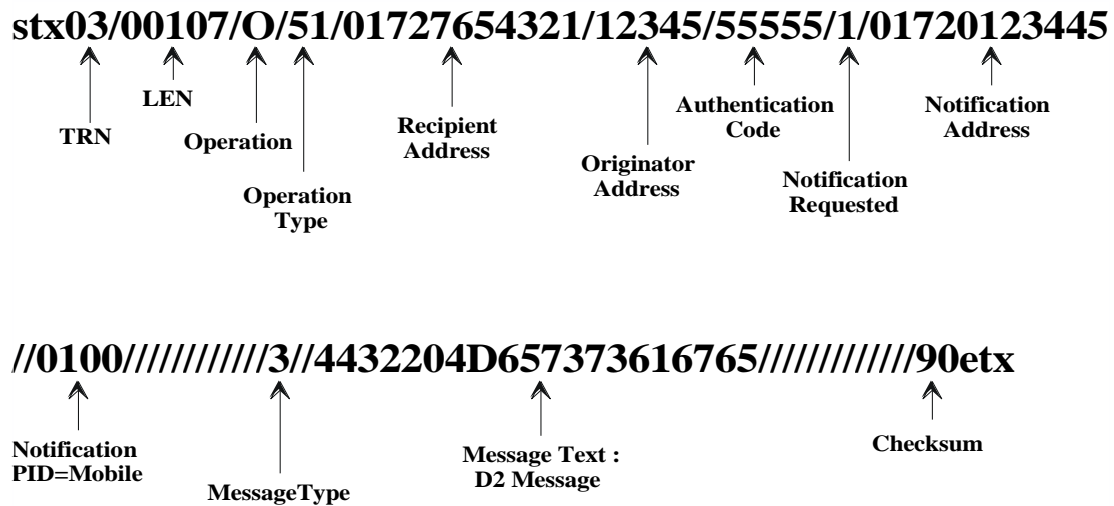 stx03/00107/O/51/01727654321/12345/55555/1/01720123445
TRN
LEN
Operation
Operation
Type
Recipient
Address
Originator
Address
Authentication
Code
Notification
Requested
Notification
Address
//0100////////////3//4432204D657373616765/////////////90etx
Notification
PID=Mobile
MessageType
Message Text :
D2 Message
Checksum